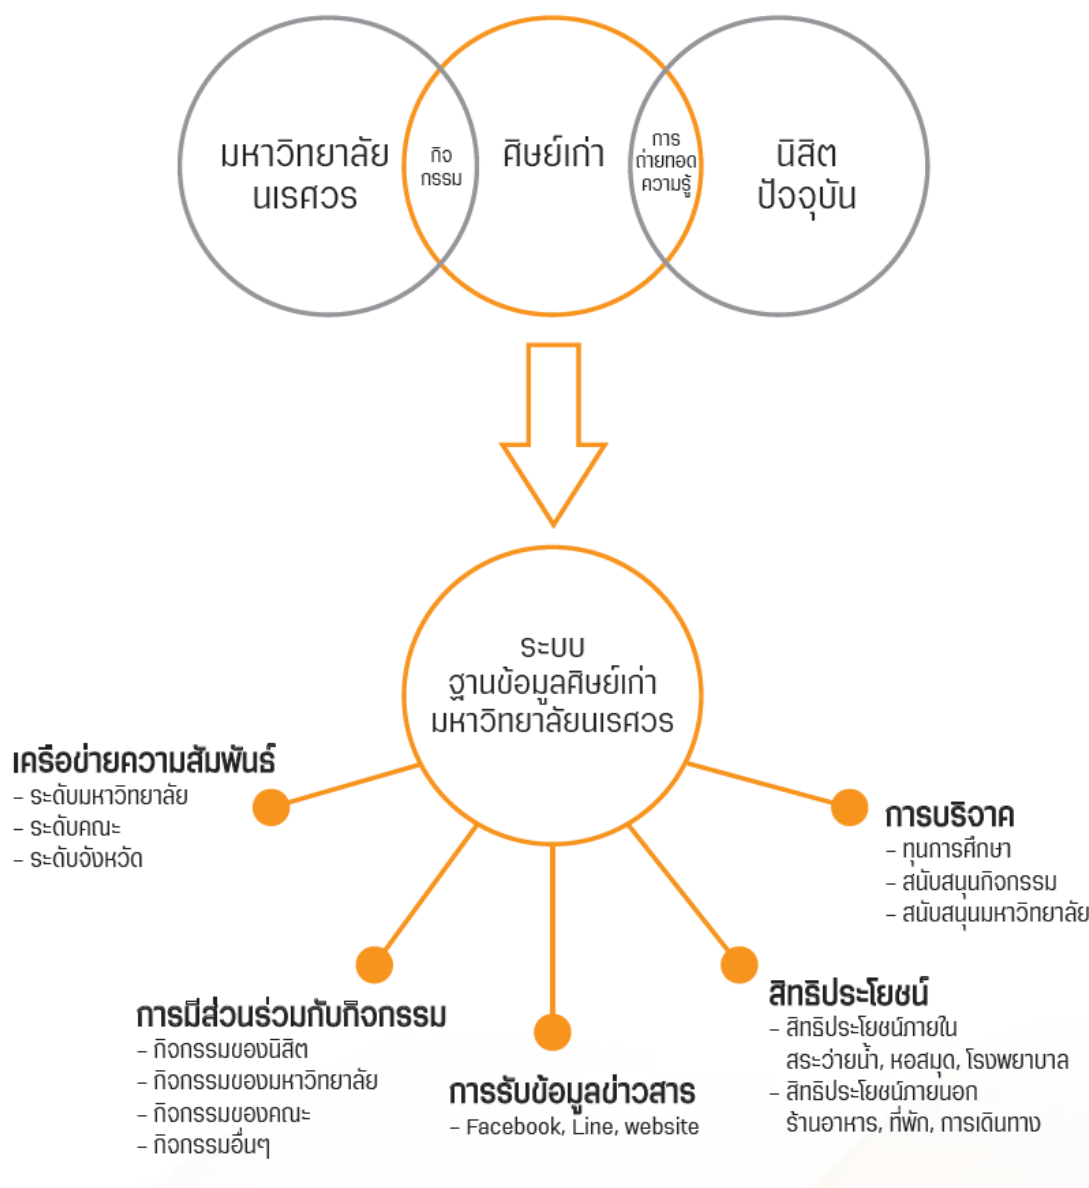 มหาวิทยาลัย
นเรศวร
กิจ
กรรม
ศิษย์เก่า
การ
ถ่ายทอด
ความรู้
นิสิต
ปัจจุบัน
ระบบ
ฐานข้อมูลศิษย์เก่า
มหาวิทยาลัยนเรศวร
เครือข่ายความสัมพันธ์
– ระดับมหาวิทยาลัย
– ระดับคณะ
– ระดับจังหวัด
การมีส่วนร่วมกับกิจกรรม
– กิจกรรมของนิสิต
– กิจกรรมของมหาวิทยาลัย
– กิจกรรมของคณะ
– กิจกรรมอื่นๆ
การรับข้อมูลข่าวสาร
– Facebook, Line, website
สิทธิประโยชน์
– สิทธิประโยชน์ภายใน
สระว่ายน้ำ, หอสมุด, โรงพยาบาล
– สิทธิประโยชน์ภายนอก
ร้านอาหาร, ที่พัก, การเดินทาง
การบริจาค
– ทุนการศึกษา
– สนับสนุนกิจกรรม
– สนับสนุนมหาวิทยาลัย